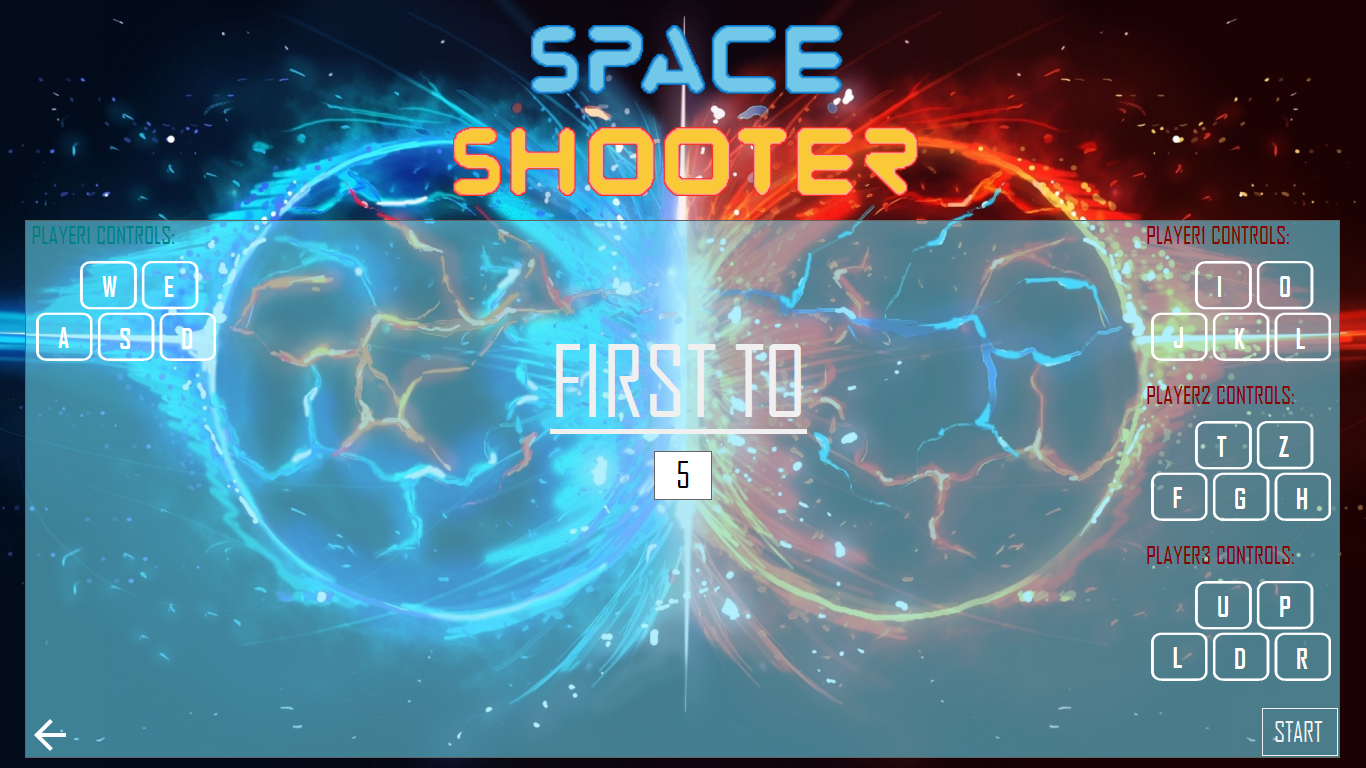 SPACE
SHOOTER
PLAYER1 CONTROLS:
W E
A S D
FIRST TO
5
PLAYER1 CONTROLS:
I O
J K L
PLAYER2 CONTROLS:
T Z
F G H
PLAYER3 CONTROLS:
U P
L D R
START